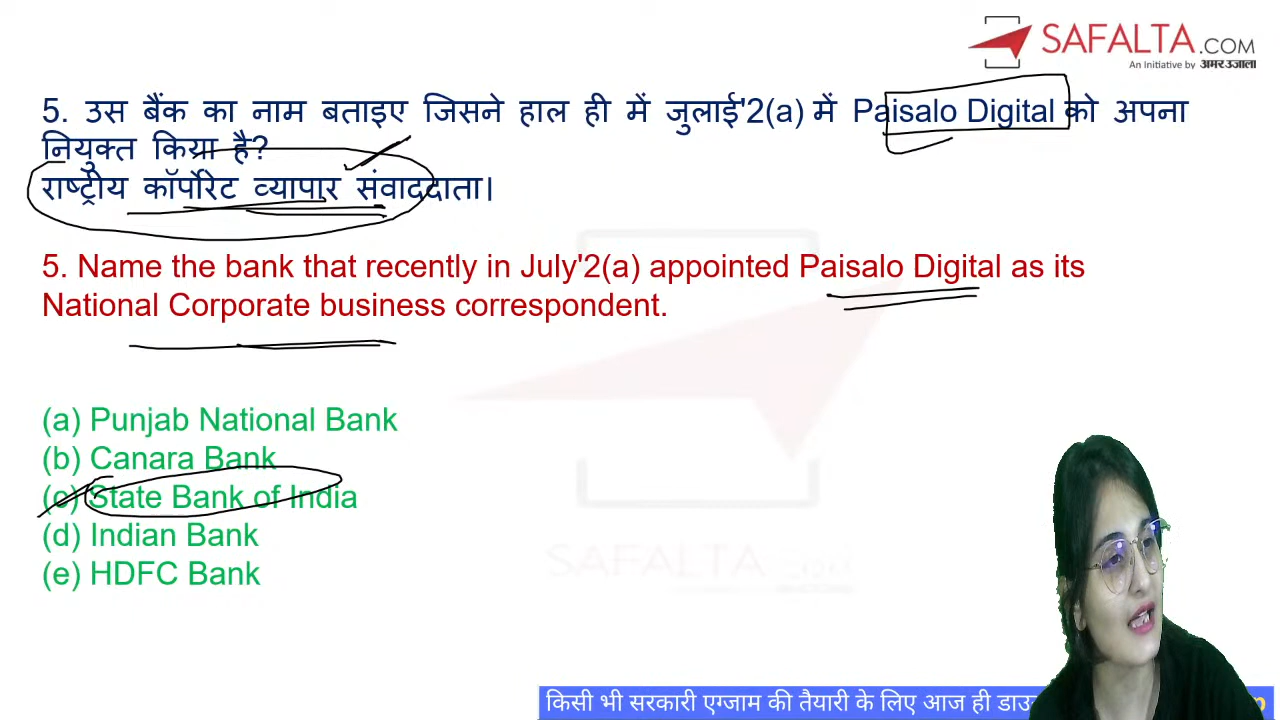 SAFALTA.COM
An Initiative by अमर उजाला
5. उस बैंक का नाम बताइए जिसने हाल ही में जुलाई'2(a) में Paisalo Digital को अपना
नियुक्त किया है?
राष्ट्रीय कॉर्पोरेट व्यापार संवाददाता।
5. Name the bank that recently in July'2(a) appointed Paisalo Digital as its
National Corporate business correspondent.
(a) Punjab National Bank
(b) Canara Bank
(c) State Bank of India
(d) Indian Bank
(e) HDFC Bank
SAFALTA
किसी भी सरकारी एग्जाम की तैयारी के लिए आज ही